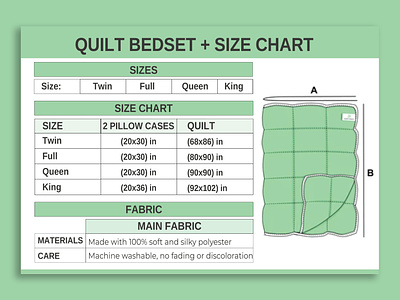 QUILT BEDSET + SIZE CHART
SIZES
Size: Twin Full Queen King
SIZE CHART
SIZE 2 PILLOW CASES QUILT
Twin (20x30) in (68x86) in
Full (20x30) in (80x90) in
Queen (20x30) in (90x90) in
King (20x36) in (92x102) in
FABRIC
MAIN FABRIC
MATERIALS Made with 100% soft and silky polyester
CARE Machine washable, no fading or discoloration
A
B